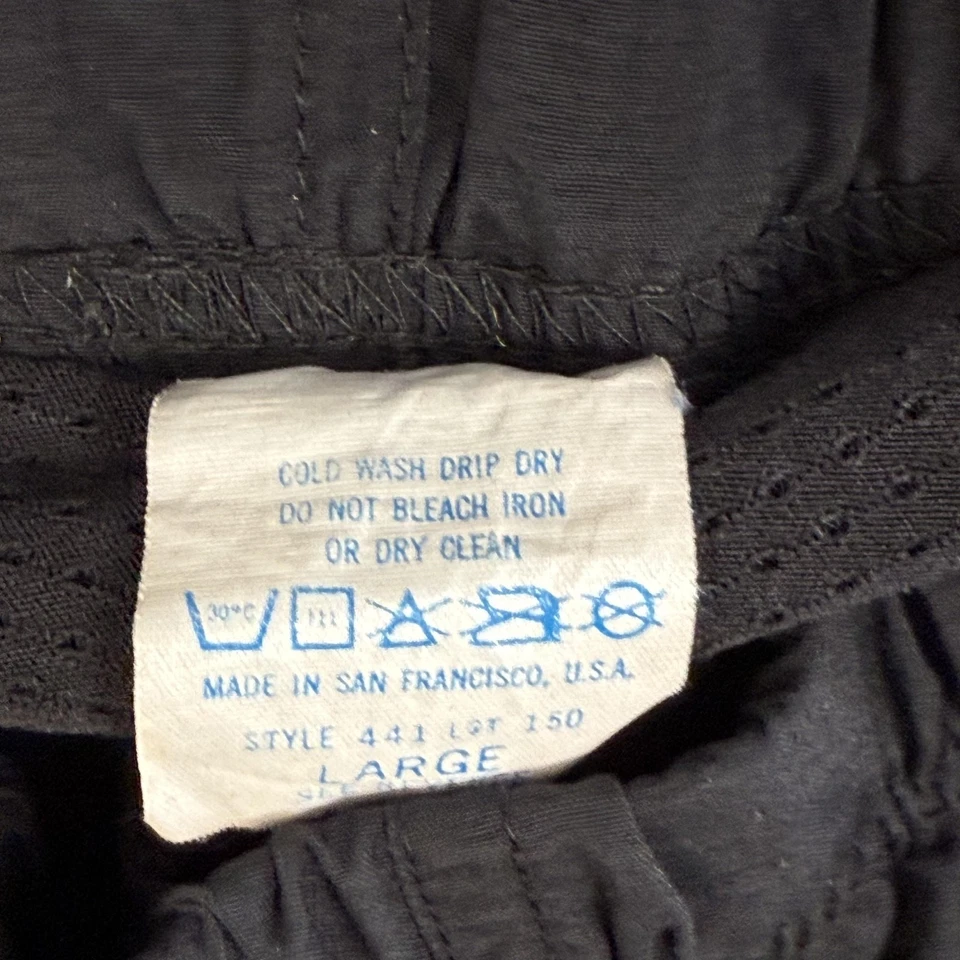 COLD WASH DRIP DRY
DO NOT BLEACH IRON
OR DRY CLEAN
30°C
MADE IN SAN FRANCISCO, U.S.A.
STYLE 441 LOT 150
LARGE
SEE